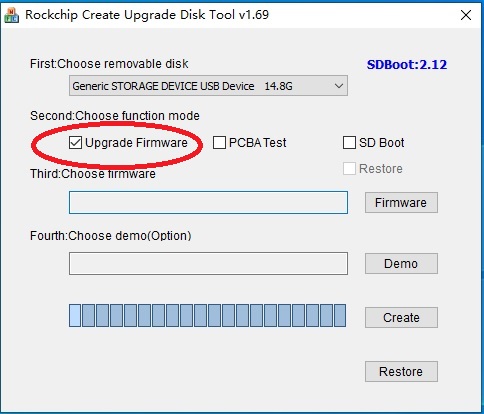 Rockchip Create Upgrade Disk Tool v1.69
First:Choose removable disk
SDBoot:2.12
Generic STORAGE DEVICE USB Device 14.8G
Second:Choose function mode
Upgrade Firmware
PCBA Test
SD Boot
Third:Choose firmware
Restore
Firmware
Fourth:Choose demo(Option)
Demo
Create
Restore